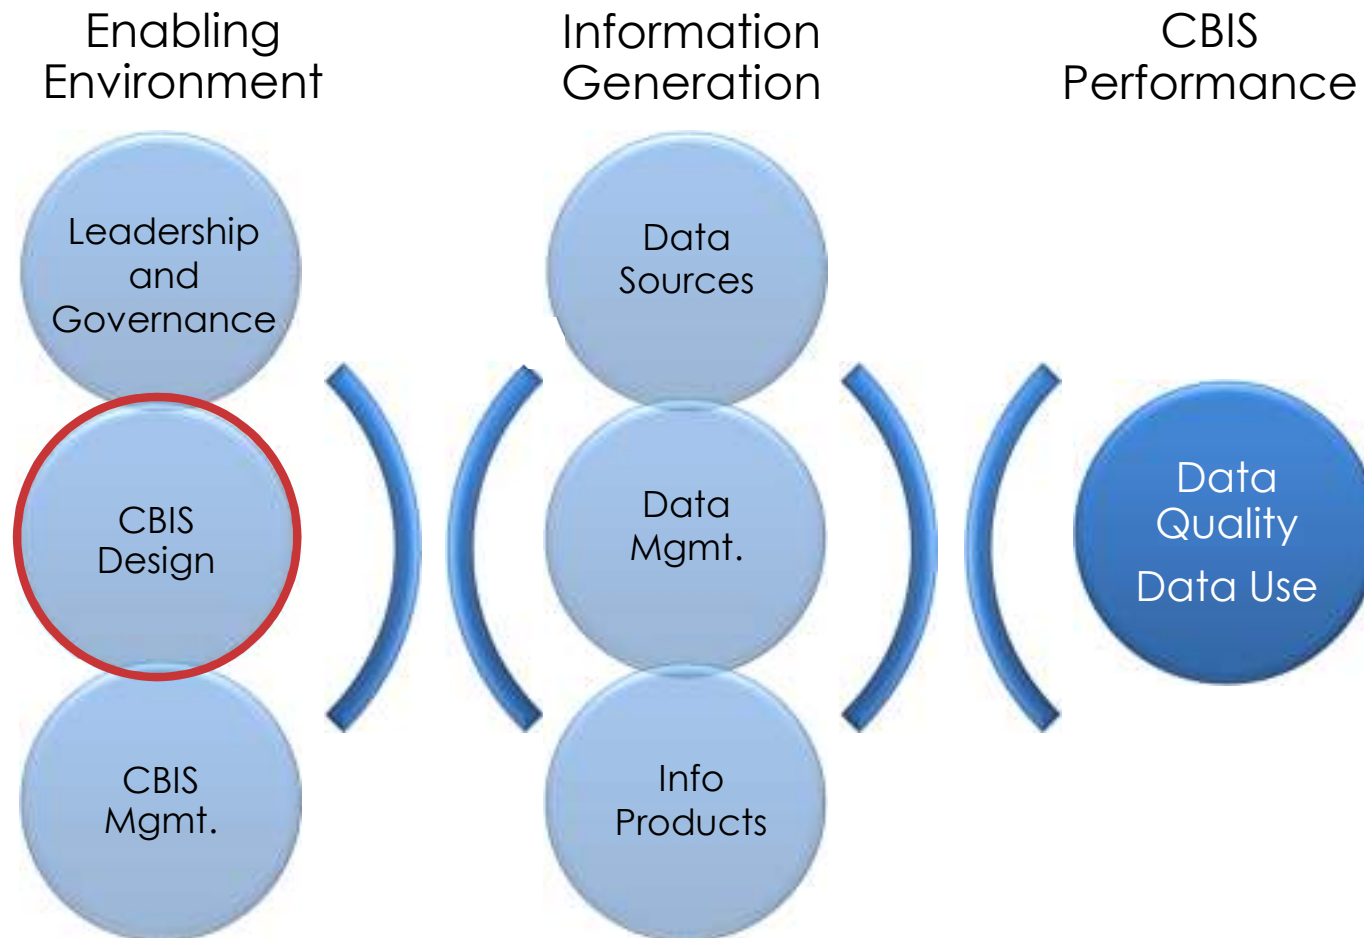 Enabling
Environment
Information
Generation
CBIS
Performance
Leadership
and
Governance
CBIS
Design
CBIS
Mgmt.
Data
Sources
Data
Mgmt.
Info
Products
Data
Quality
Data Use